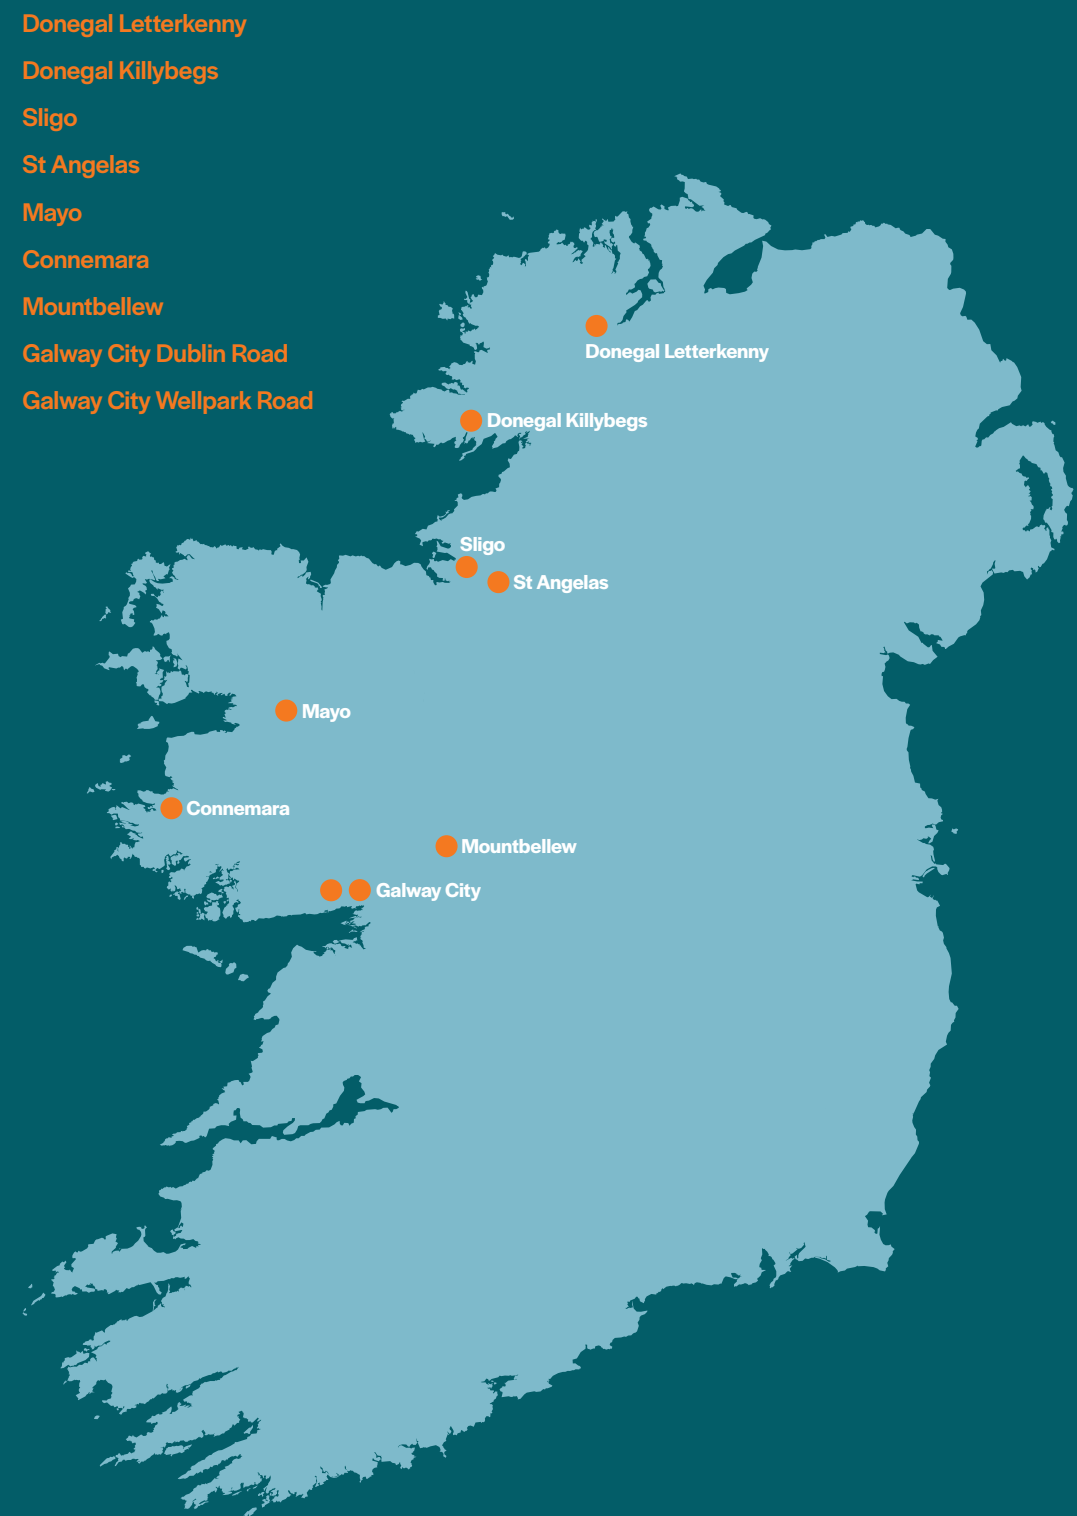 Donegal Letterkenny
Donegal Killybegs
Sligo
St Angelas
Mayo
Connemara
Mountbellew
Galway City Dublin Road
Galway City Wellpark Road
Donegal Letterkenny
Donegal Killybegs
Sligo
St Angelas
Mayo
Connemara
Mountbellew
Galway City